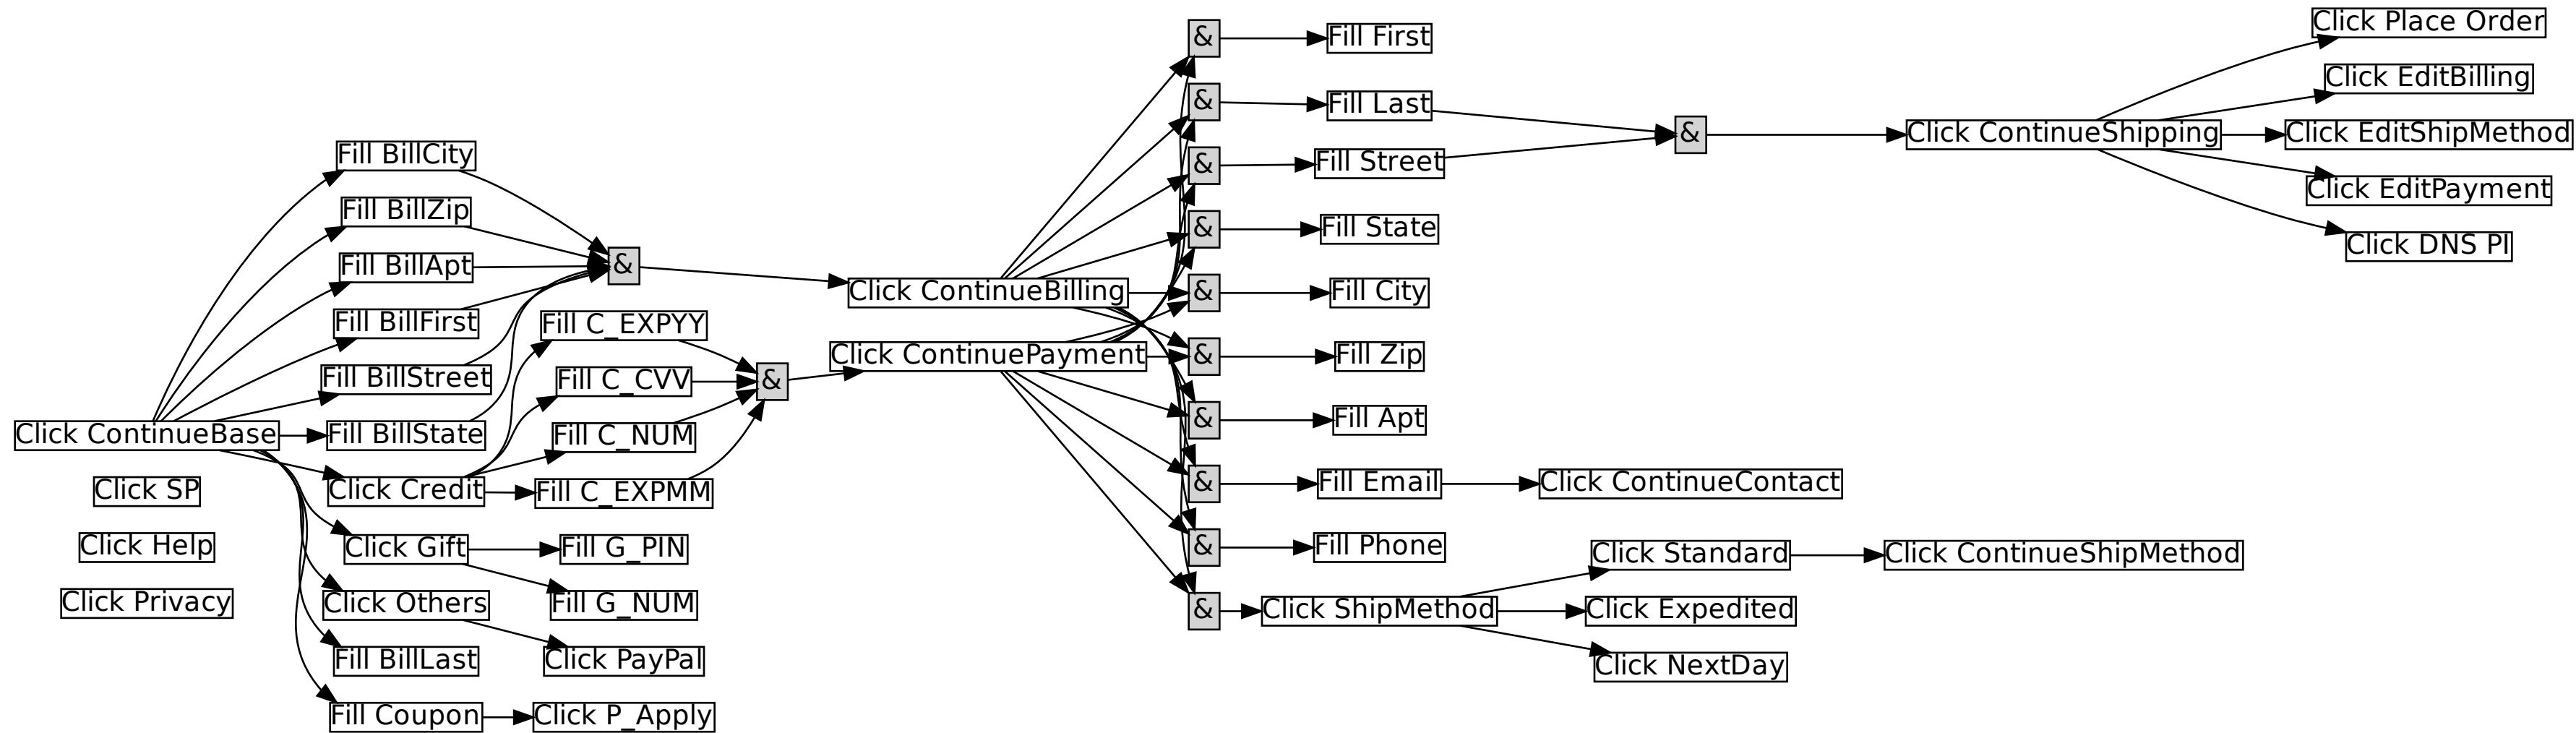 Click ContinueBase
Click SP
Click Help
Click Privacy
Fill BillCity
Fill BillZip
Fill BillApt
Fill BillFirst
Fill BillStreet
Fill BillState
Click Credit
Click Gift
Click Others
Fill BillLast
Fill Coupon
&
Fill C_EXPYY
Fill C_CVV
Fill C_NUM
Fill C_EXPMM
Fill G_PIN
Fill G_NUM
Click PayPal
Click P_Apply
&
Click ContinueBilling
Click ContinuePayment
&
&
&
&
&
&
&
&
&
&
Fill First
Fill Last
Fill Street
Fill State
Fill City
Fill Zip
Fill Apt
Fill Email
Fill Phone
Click ShipMethod
&
Click ContinueContact
Click Standard
Click Expedited
Click NextDay
Click ContinueShipping
Click ContinueShipMethod
Click Place Order
Click EditBilling
Click EditShipMethod
Click EditPayment
Click DNS PI